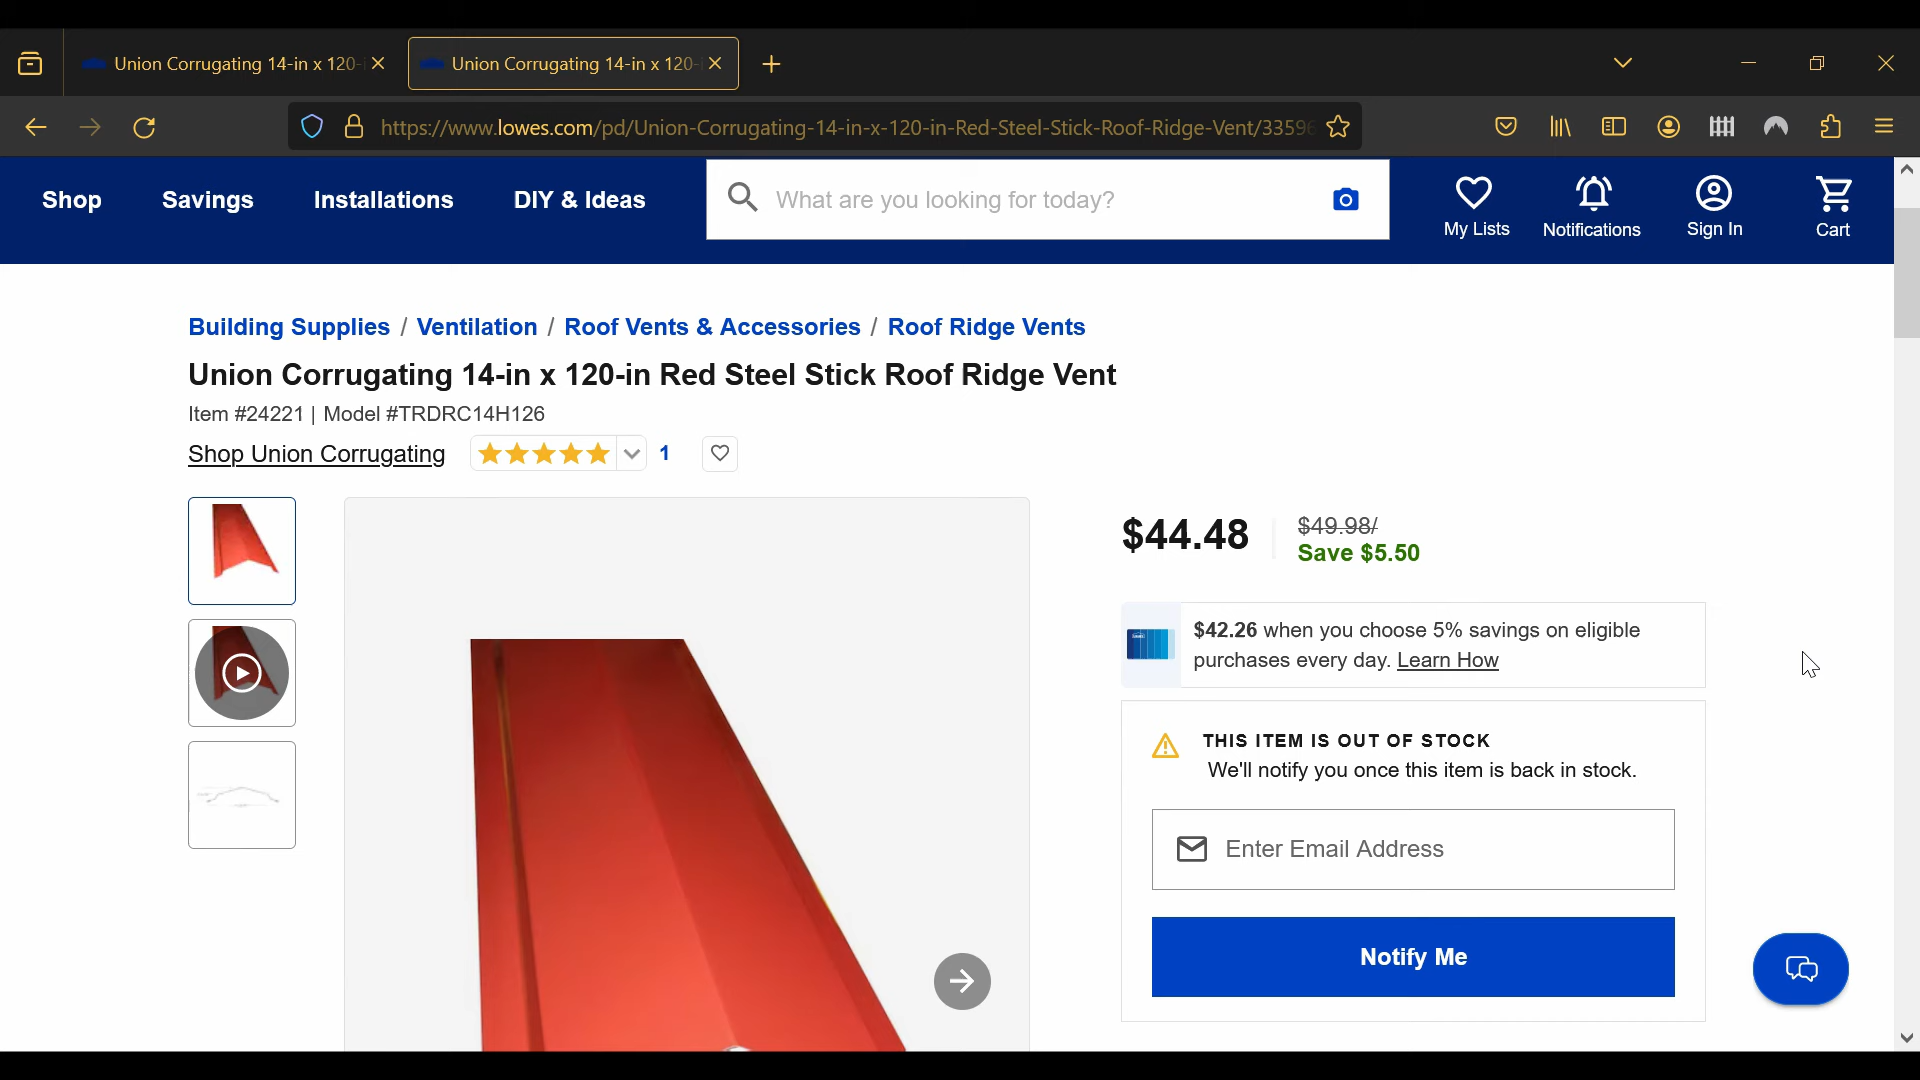 Union Corrugating 14-in x 120-
Union Corrugating 14-in x 120-
https://www.lowes.com/pd/Union-Corrugating-14-in-x-120-in-Red-Steel-Stick-Roof-Ridge-Vent/33596
Shop
Savings
Installations
DIY & Ideas
What are you looking for today?
My Lists
Notifications
Sign In
Cart
Building Supplies / Ventilation / Roof Vents & Accessories / Roof Ridge Vents
Union Corrugating 14-in x 120-in Red Steel Stick Roof Ridge Vent
Item #24221 | Model #TRDRC14H126
Shop Union Corrugating
1
$44.48
$49.98/
Save $5.50
$42.26 when you choose 5% savings on eligible
purchases every day. Learn How
THIS ITEM IS OUT OF STOCK
We'll notify you once this item is back in stock.
Enter Email Address
Notify Me